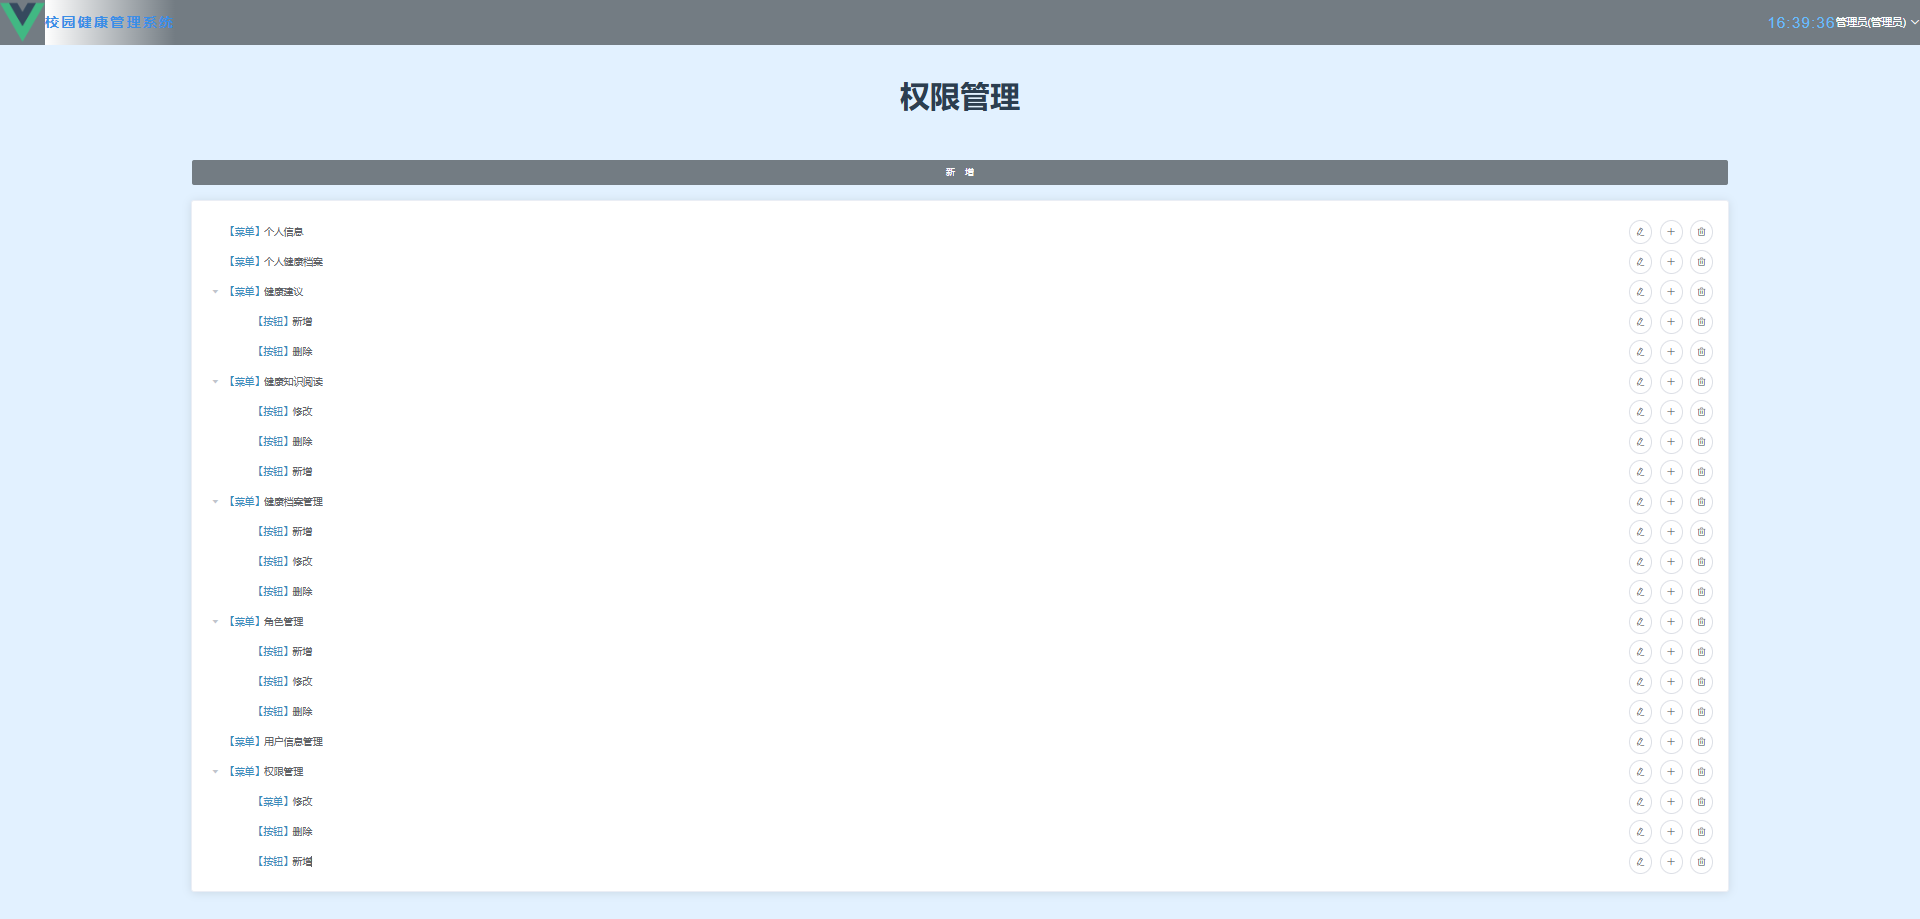 校园健康管理系统
16:39:36管理员(管理员)
权限管理
新 增
【菜单】个人信息
【菜单】个人健康档案
【菜单】健康建议
【按钮】新增
【按钮】删除
【菜单】健康知识阅读
【按钮】修改
【按钮】删除
【按钮】新增
【菜单】健康档案管理
【按钮】新增
【按钮】修改
【按钮】删除
【菜单】角色管理
【按钮】新增
【按钮】修改
【按钮】删除
【菜单】用户信息管理
【菜单】权限管理
【菜单】修改
【按钮】删除
【按钮】新增